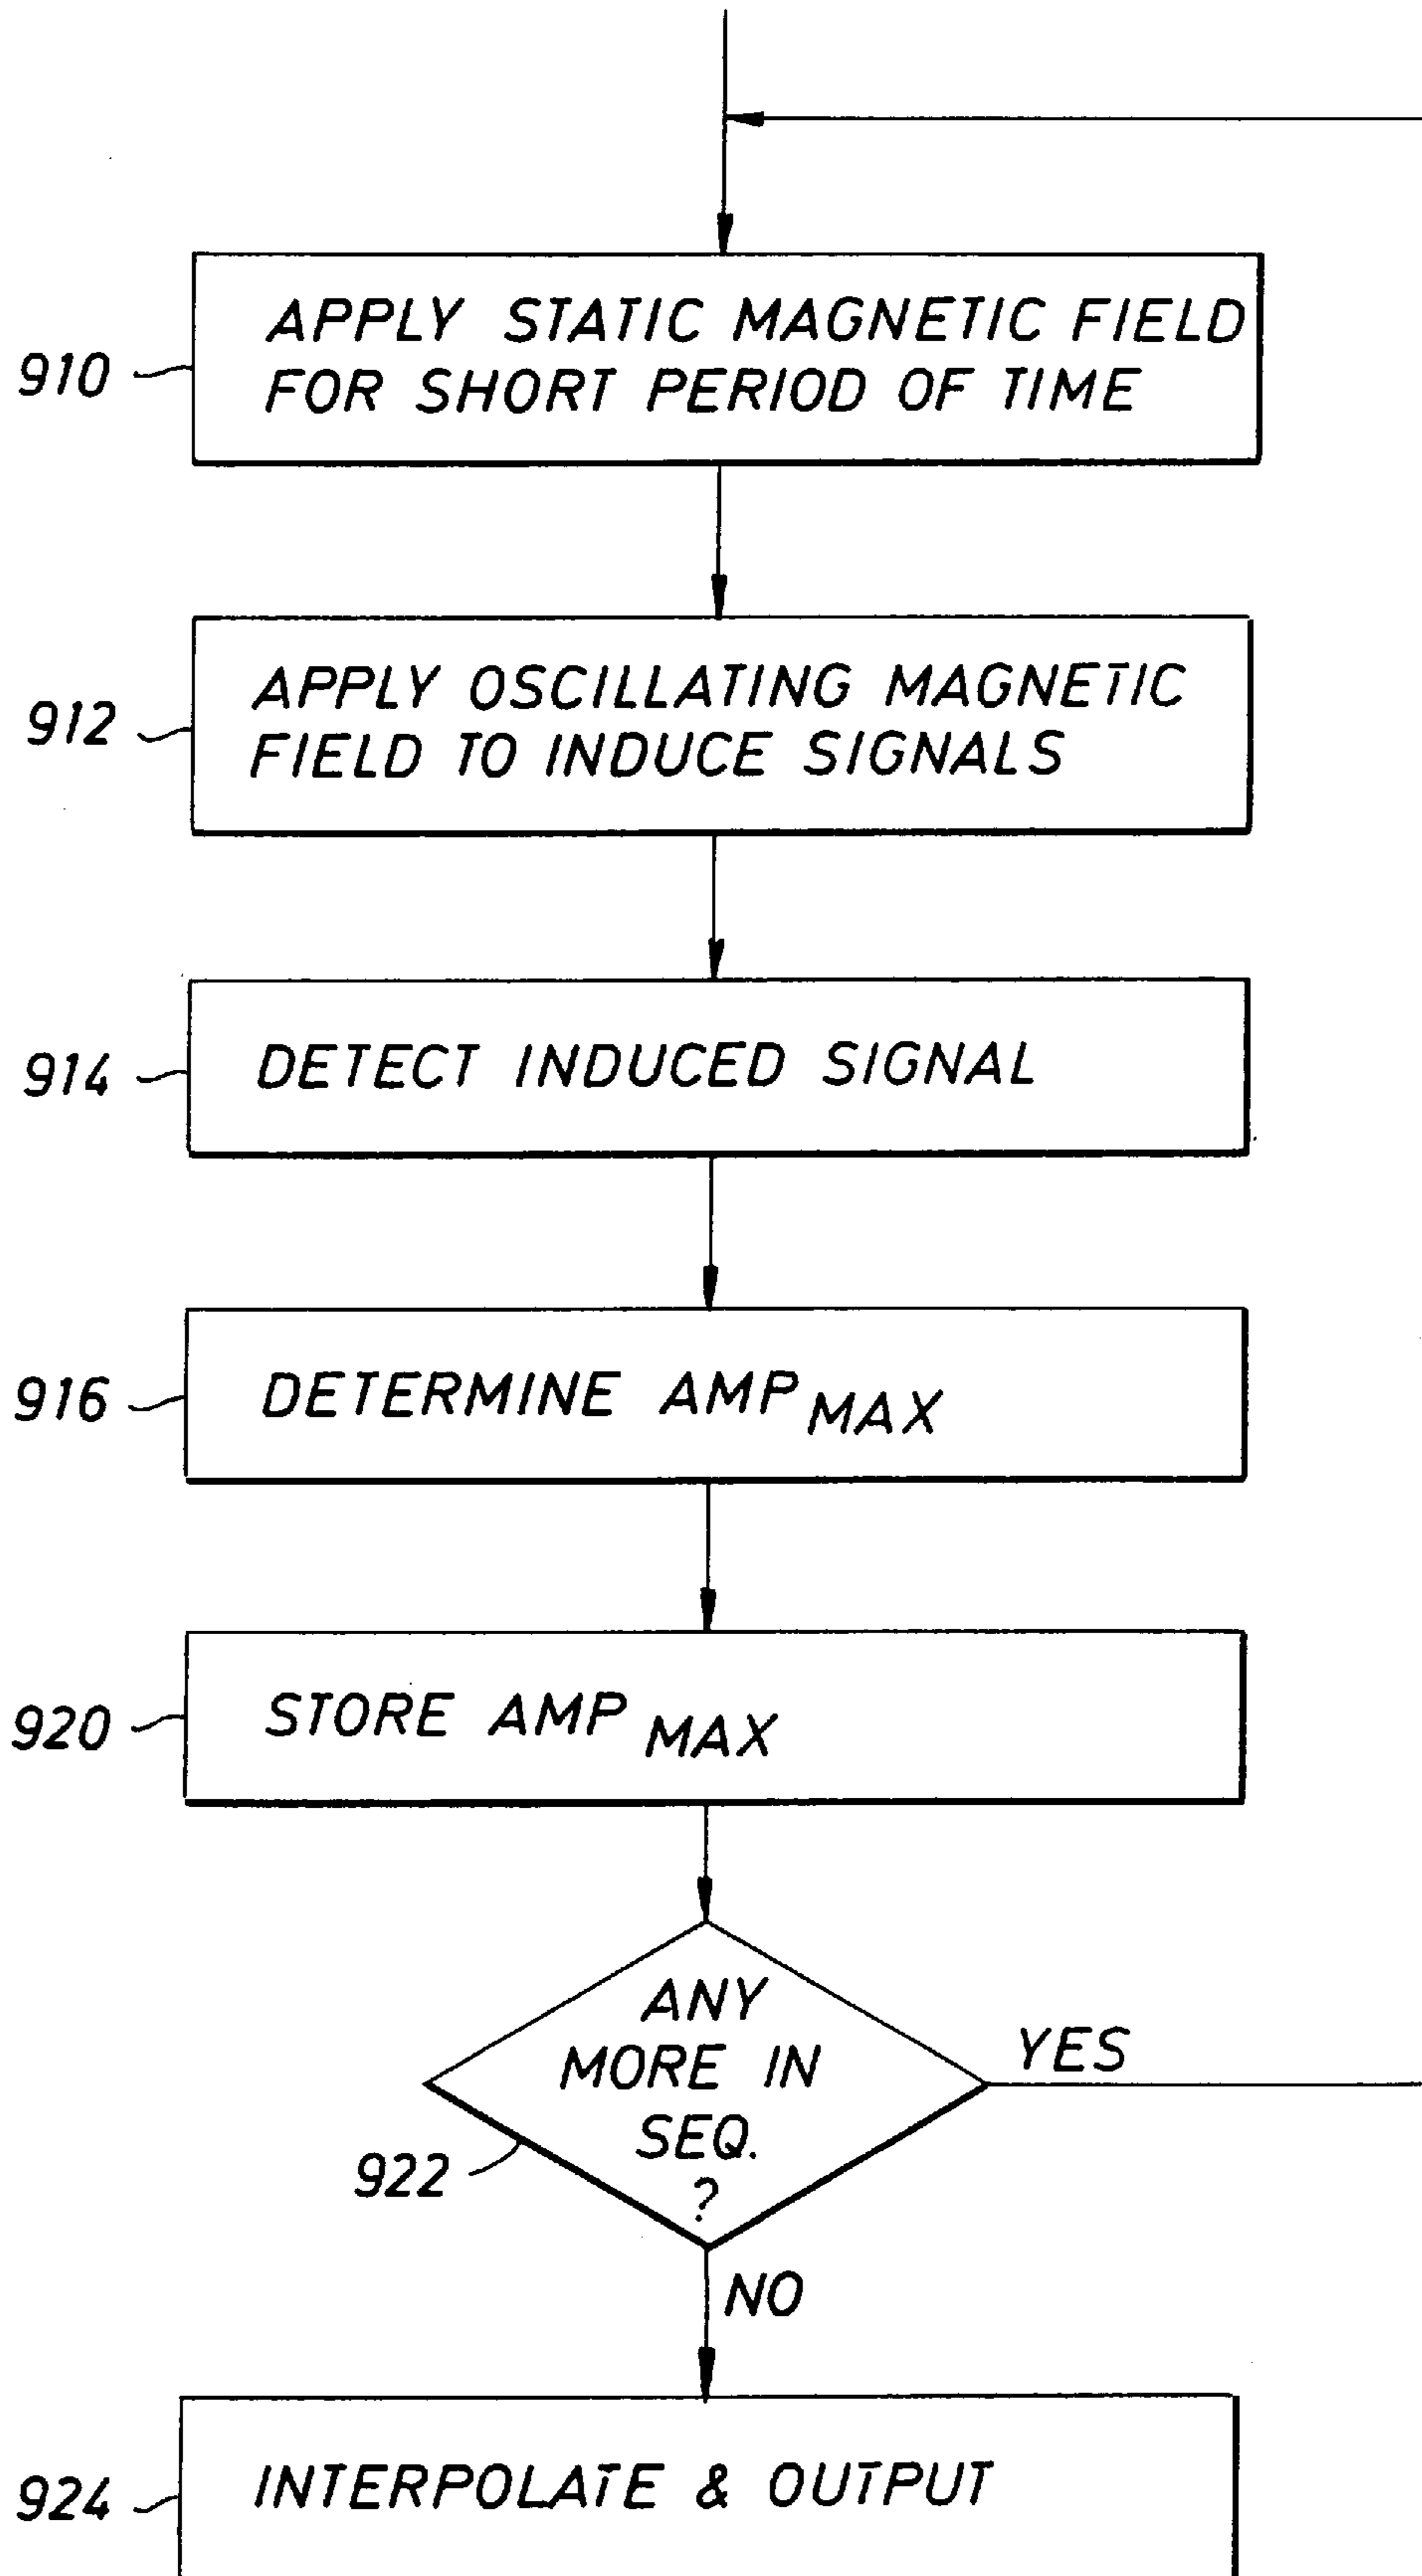 910
APPLY STATIC MAGNETIC FIELD
FOR SHORT PERIOD OF TIME
912
APPLY OSCILLATING MAGNETIC
FIELD TO INDUCE SIGNALS
914
DETECT INDUCED SIGNAL
916
DETERMINE AMP MAX
920
STORE AMP MAX
ANY
MORE IN
SEQ.
?
YES
922
NO
924
INTERPOLATE & OUTPUT